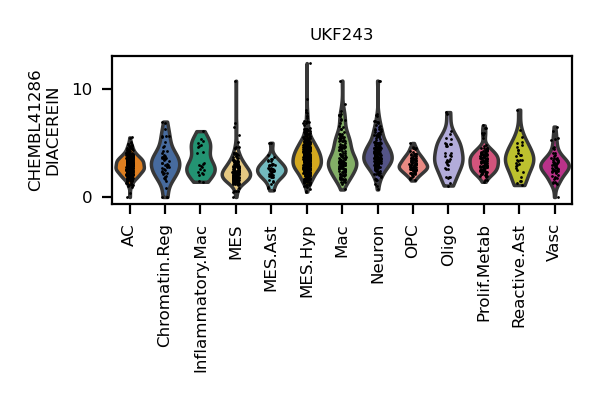 UKF243
CHEMBL41286
DIACEREIN
10
0
AC
Chromatin.Reg
Inflammatory.Mac
MES
MES.Ast
MES.Hyp
Mac
Neuron
OPC
Oligo
Prolif.Metab
Reactive.Ast
Vasc